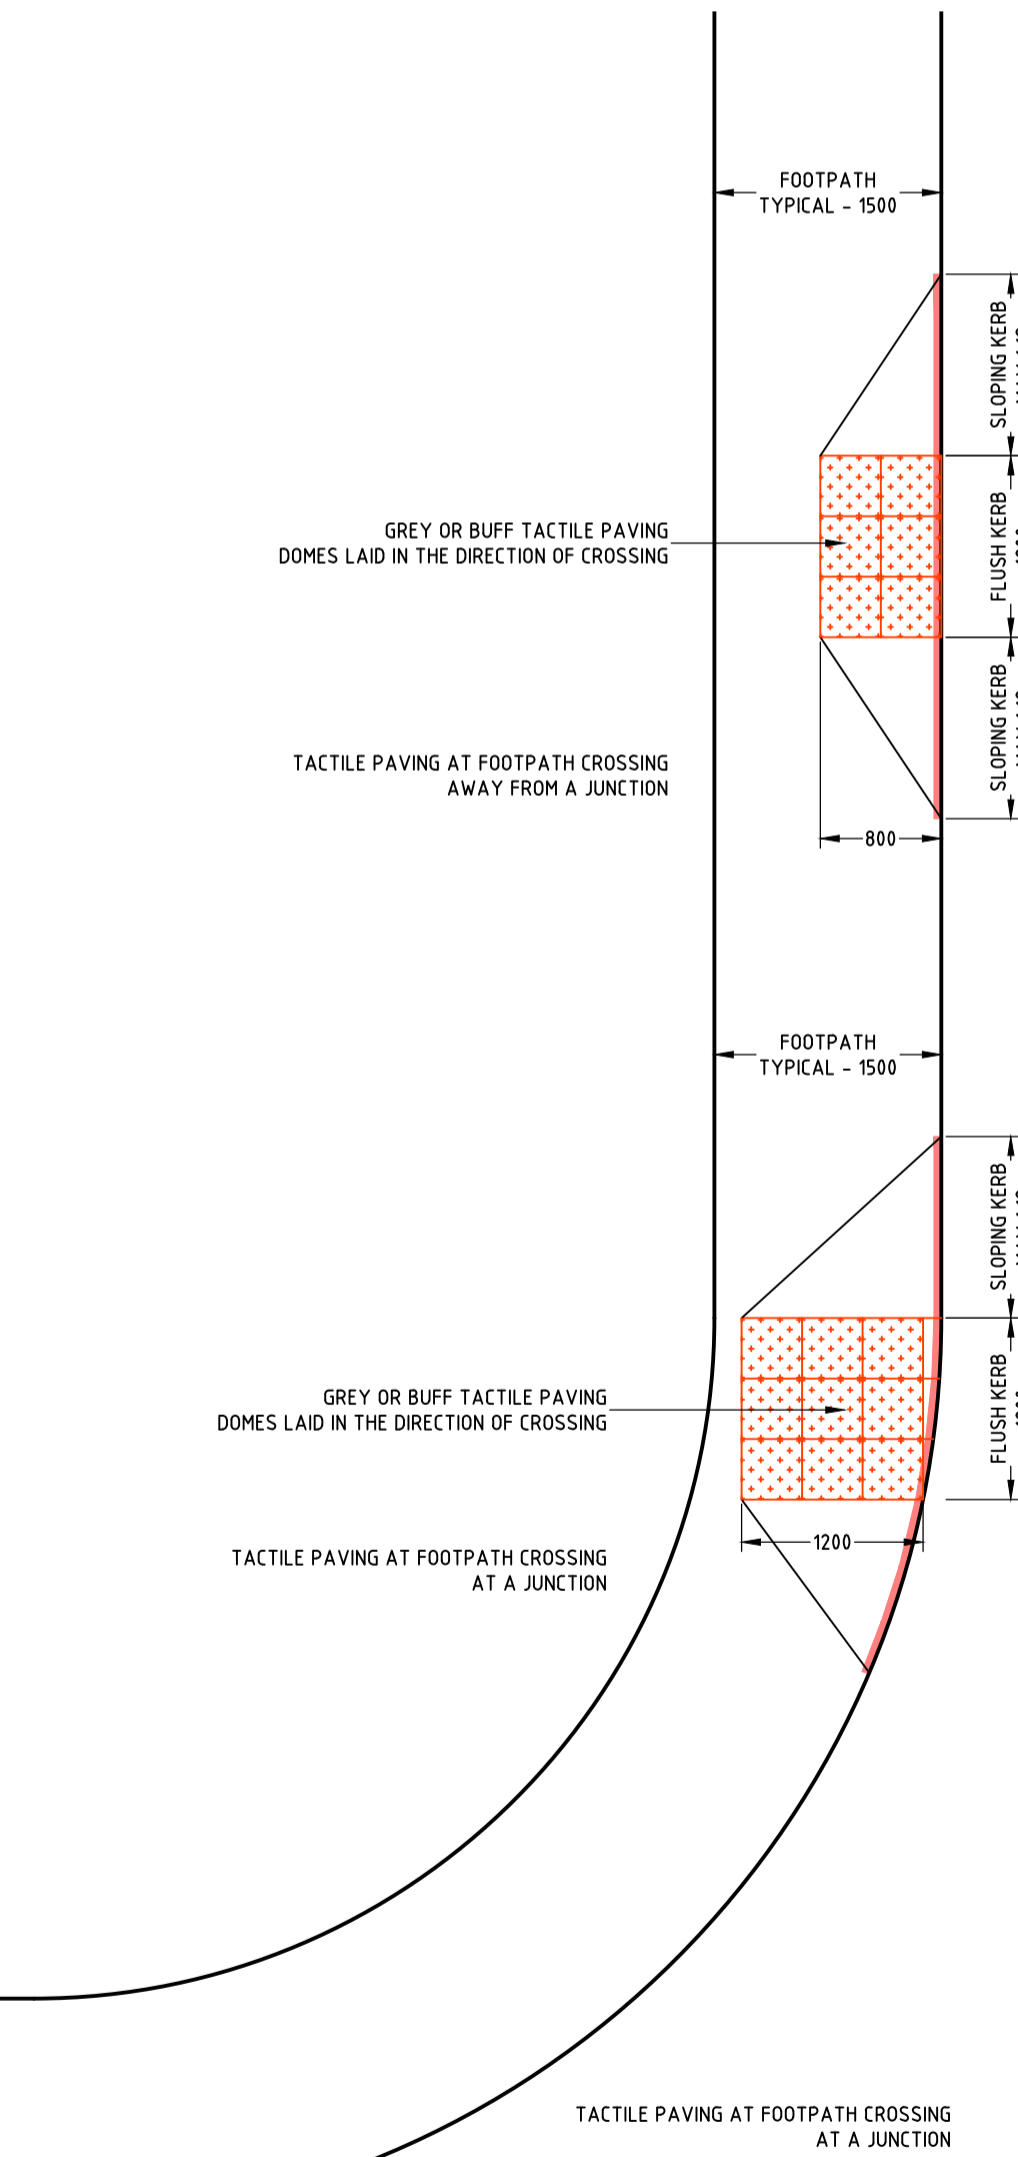 FOOTPATH
TYPICAL - 1500
SLOPING KERB
GREY OR BUFF TACTILE PAVING
DOMES LAID IN THE DIRECTION OF CROSSING
FLUSH KERB
SLOPING KERB
TACTILE PAVING AT FOOTPATH CROSSING
AWAY FROM A JUNCTION
800
FOOTPATH
TYPICAL - 1500
SLOPING KERB
GREY OR BUFF TACTILE PAVING
DOMES LAID IN THE DIRECTION OF CROSSING
FLUSH KERB
1200
TACTILE PAVING AT FOOTPATH CROSSING
AT A JUNCTION
TACTILE PAVING AT FOOTPATH CROSSING
AT A JUNCTION